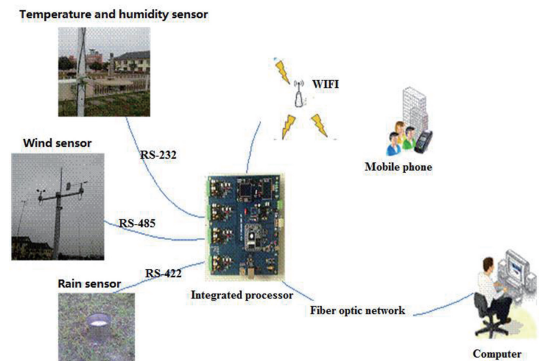 Temperature and humidity sensor
WIFI
Mobile phone
RS-232
Wind sensor
RS-485
RS-422
Rain sensor
Integrated processor
Fiber optic network
Computer